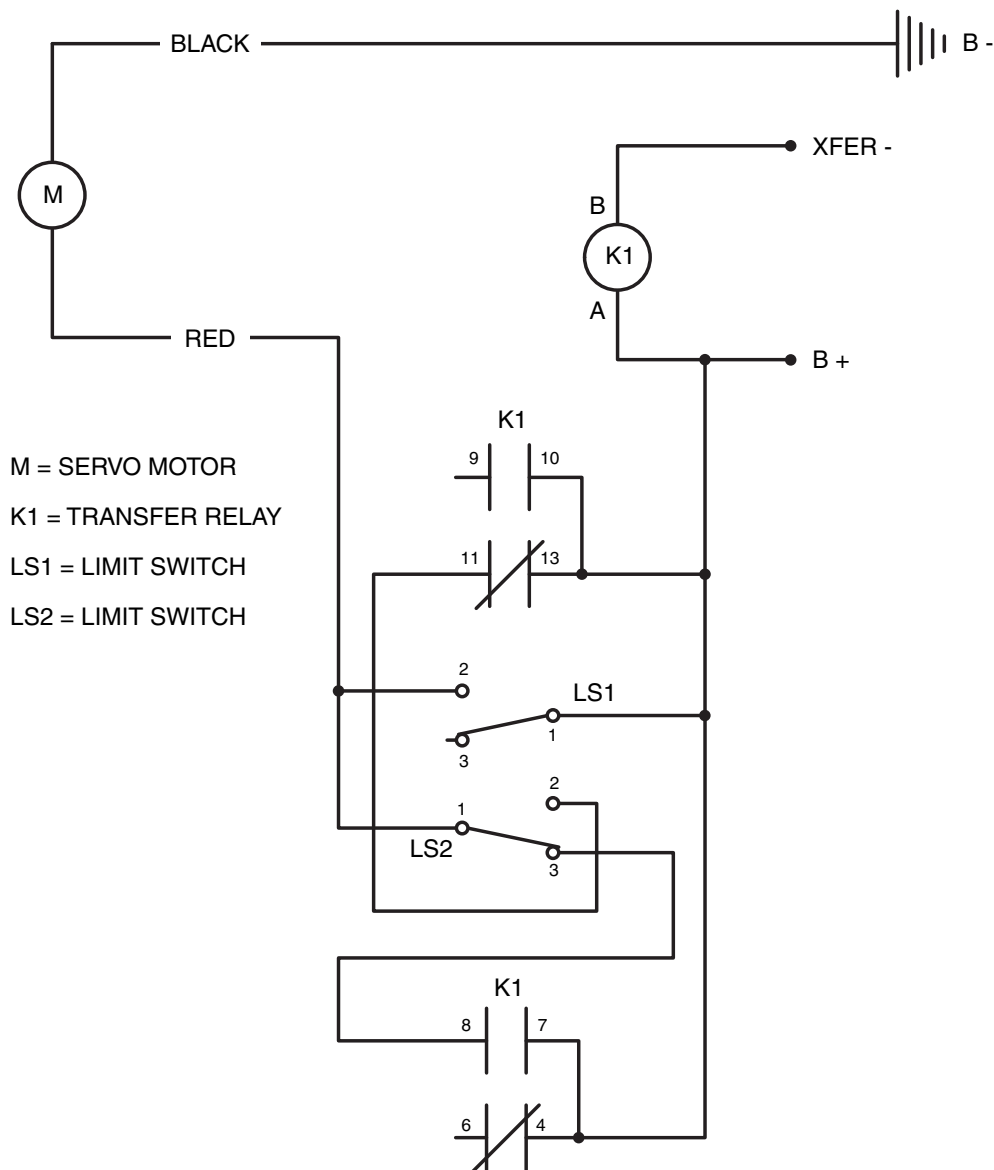 BLACK
B -
XFER -
B
M
K1
A
RED
B +
K1
9 10
M = SERVO MOTOR
K1 = TRANSFER RELAY
11 13
LS1 = LIMIT SWITCH
LS2 = LIMIT SWITCH
2
LS1
1
3
2
1
LS2
3
K1
8 7
6 4